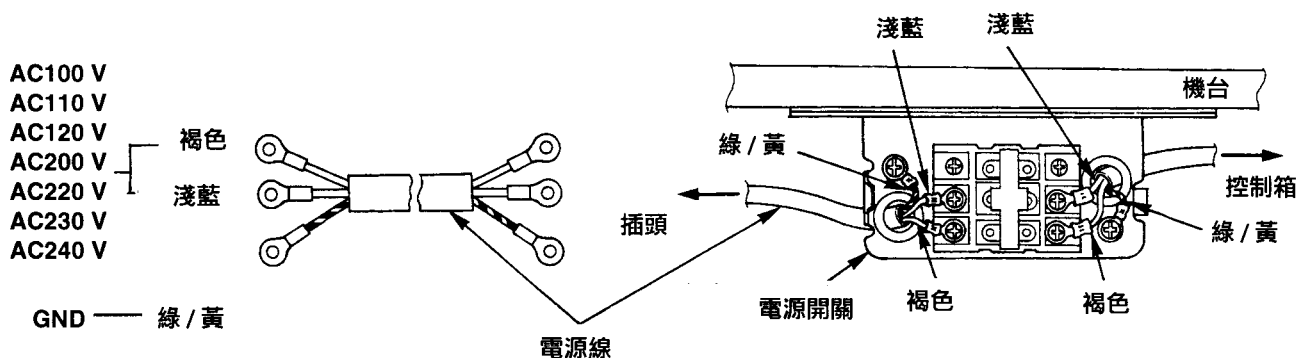 AC100 V
AC110 V
AC120 V
AC200 V
AC220 V
AC230 V
AC240 V
褐色
淺藍
GND
綠 / 黃
電源線
插頭
綠 / 黃
淺藍
淺藍
機台
控制箱
綠 / 黃
電源開關
褐色
褐色